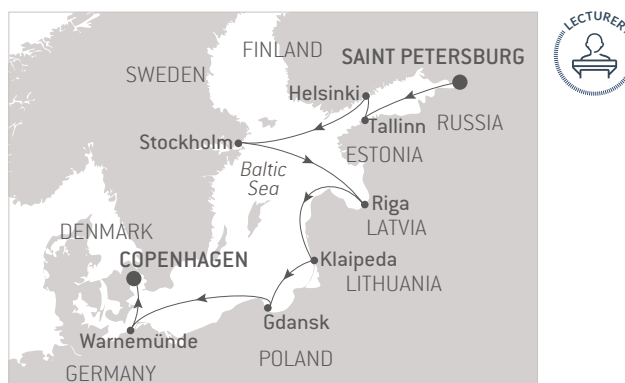 LECTURER
FINLAND
SAINT PETERSBURG
SWEDEN
Helsinki
Tallinn
RUSSIA
Stockholm
ESTONIA
Baltic
Sea
Riga
LATVIA
DENMARK
COPENHAGEN
Klaipeda
LITHUANIA
Gdansk
Warnemünde
POLAND
GERMANY